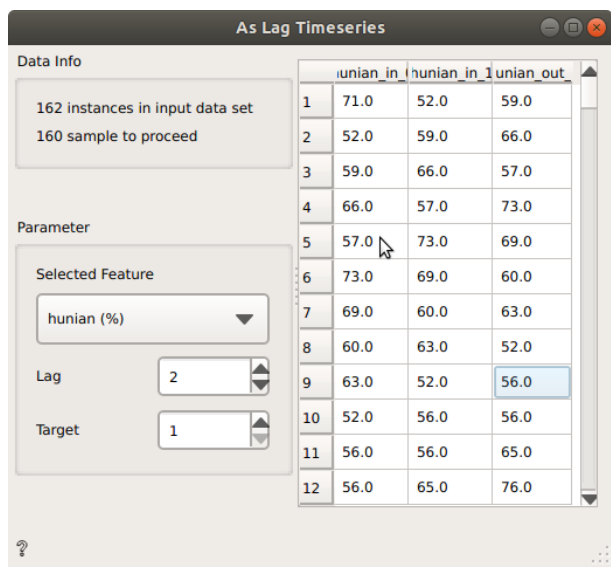 As Lag Timeseries
Data Info
162 instances in input data set
160 sample to proceed
Parameter
Selected Feature
hunian (%)
Lag 2
Target 1
hunian_in_1 unian_out_
1 71.0 52.0 59.0
2 52.0 59.0 66.0
3 59.0 66.0 57.0
4 66.0 57.0 73.0
5 57.0 73.0 69.0
6 73.0 69.0 60.0
7 69.0 60.0 63.0
8 60.0 63.0 52.0
9 63.0 52.0 56.0
10 52.0 56.0 56.0
11 56.0 56.0 65.0
12 56.0 65.0 76.0
?